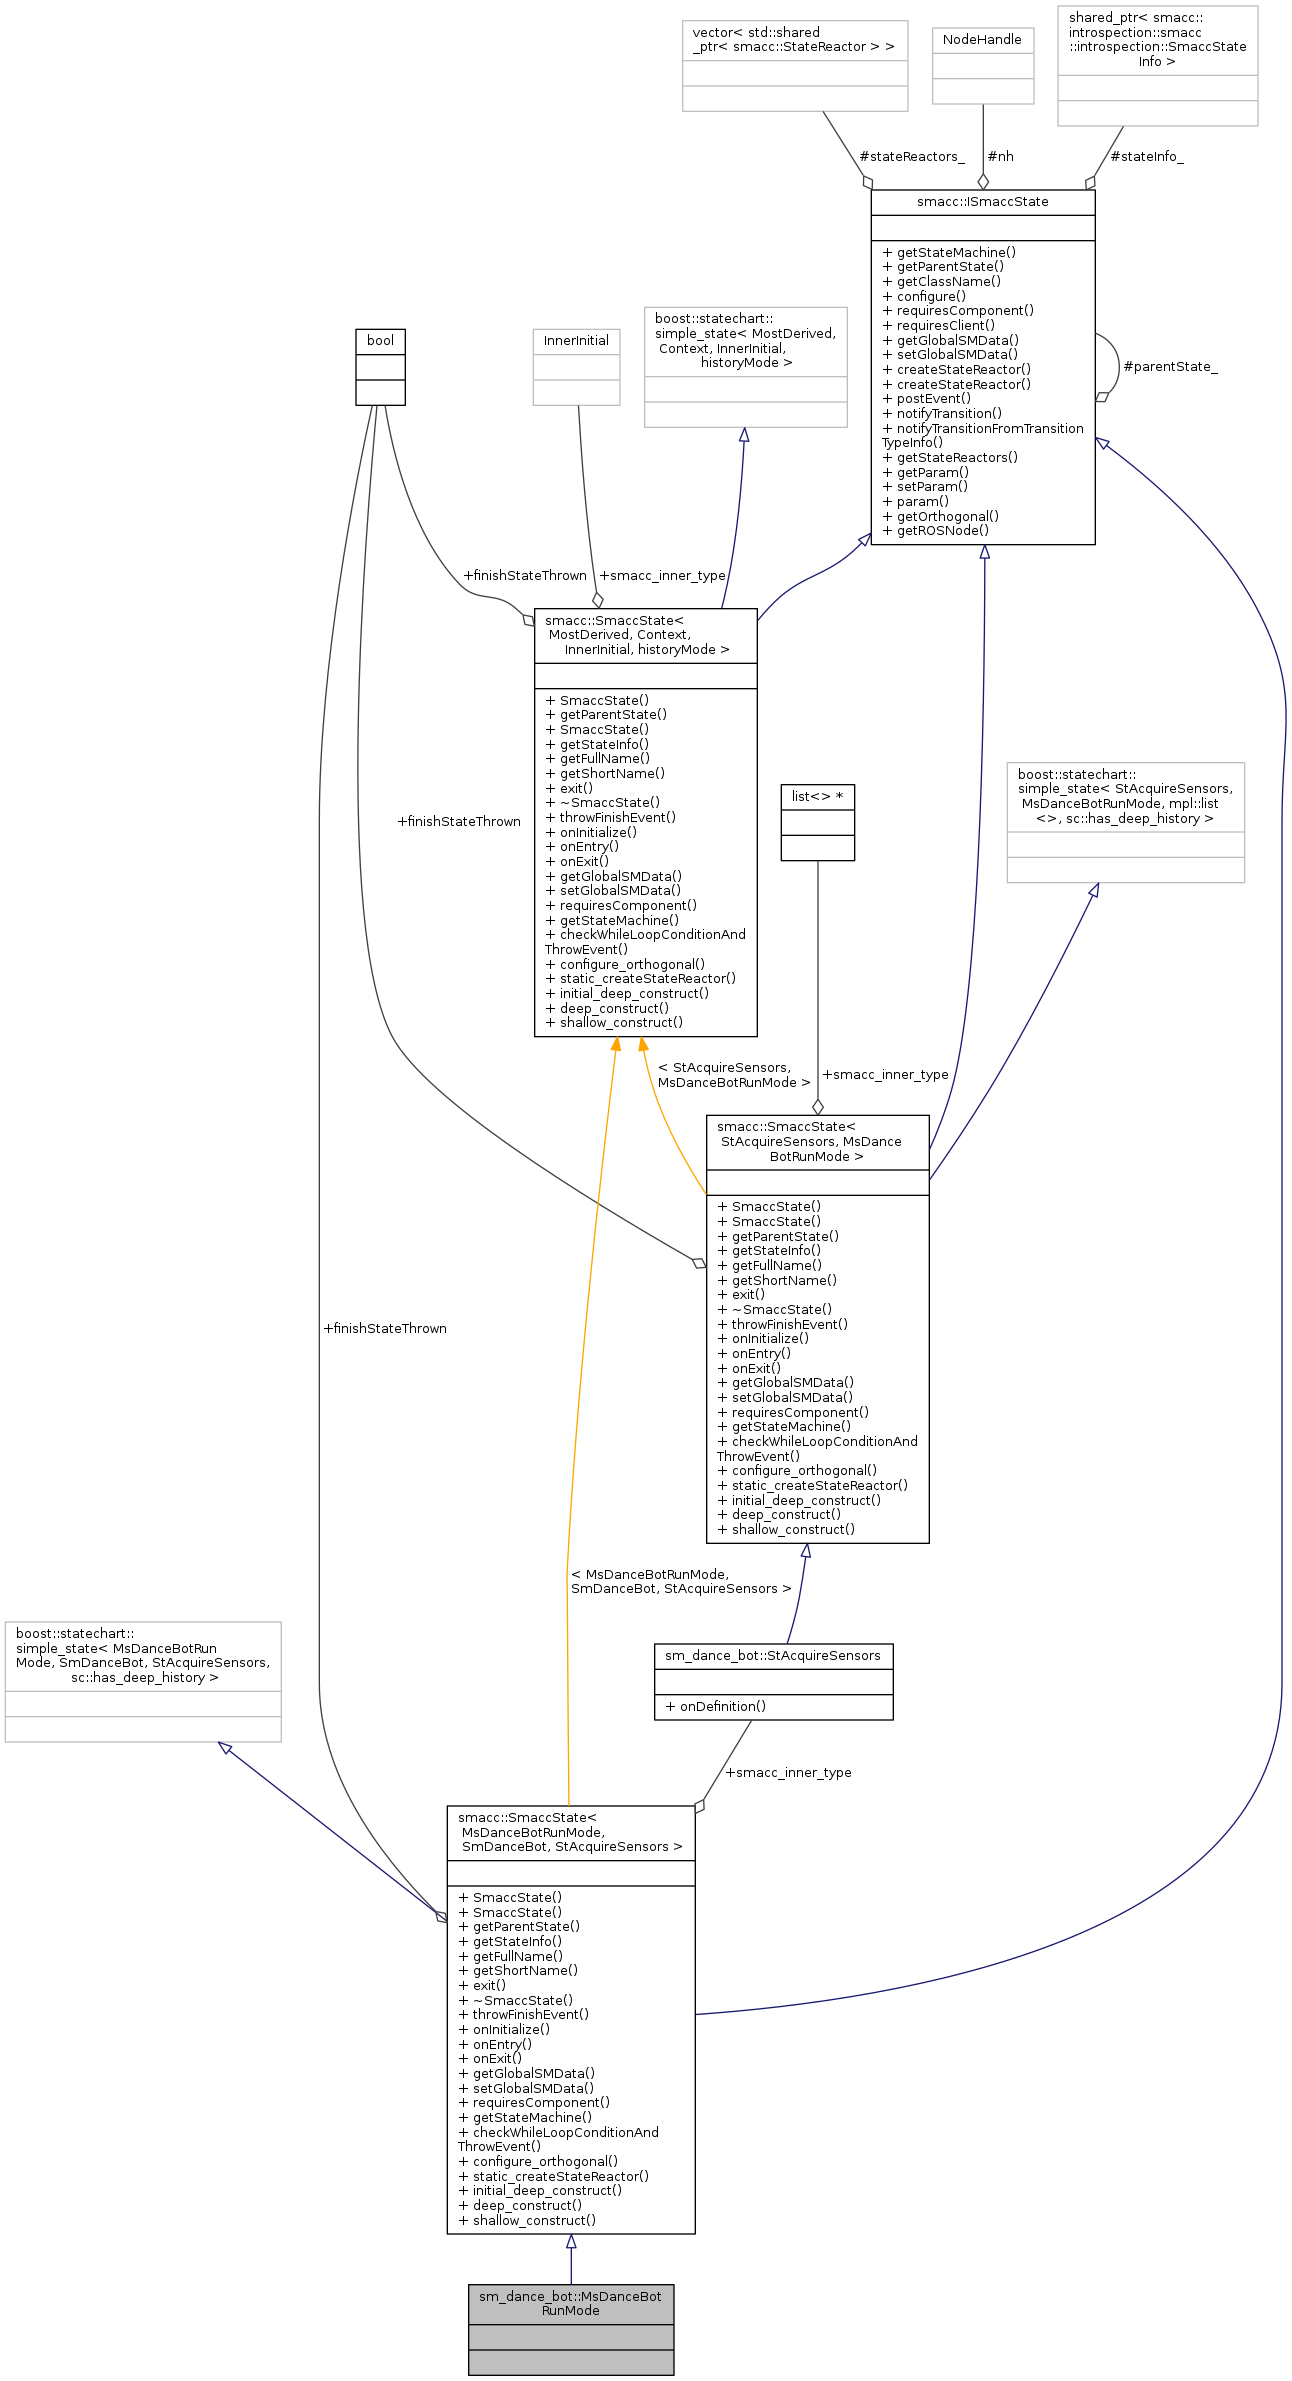 vector< std::shared
_ptr< smacc::StateReactor > >
NodeHandle
shared_ptr< smacc::
introspection::smacc
::introspection::SmaccState
Info >
#stateReactors_
#nh
#stateInfo_
smacc::ISmaccState
+ getStateMachine()
+ getParentState()
+ getClassName()
+ configure()
+ requiresComponent()
+ requiresClient()
+ getGlobalSMData()
+ setGlobalSMData()
+ createStateReactor()
+ createStateReactor()
+ postEvent()
+ notifyTransition()
+ notifyTransitionFromTransition
TypeInfo()
+ getStateReactors()
+ getParam()
+ setParam()
+ param()
+ getOrthogonal()
+ getROSNode()
#parentState_
bool
InnerInitial
boost::statechart::
simple_state< MostDerived,
Context, InnerInitial,
historyMode >
+finishStateThrown
+smacc_inner_type
smacc::SmaccState<
MostDerived, Context,
InnerInitial, historyMode >
+ SmaccState()
+ getParentState()
+ SmaccState()
+ getStateInfo()
+ getFullName()
+ getShortName()
+ exit()
+ ~SmaccState()
+ throwFinishEvent()
+ onInitialize()
+ onEntry()
+ onExit()
+ getGlobalSMData()
+ setGlobalSMData()
+ requiresComponent()
+ getStateMachine()
+ checkWhileLoopConditionAnd
ThrowEvent()
+ configure_orthogonal()
+ static_createStateReactor()
+ initial_deep_construct()
+ deep_construct()
+ shallow_construct()
+finishStateThrown
list<> *
boost::statechart::
simple_state< StAcquireSensors,
MsDanceBotRunMode, mpl::list
<>, sc::has_deep_history >
< StAcquireSensors,
MsDanceBotRunMode >
+smacc_inner_type
smacc::SmaccState<
StAcquireSensors, MsDance
BotRunMode >
+ SmaccState()
+ SmaccState()
+ getParentState()
+ getStateInfo()
+ getFullName()
+ getShortName()
+ exit()
+ ~SmaccState()
+ throwFinishEvent()
+ onInitialize()
+ onEntry()
+ onExit()
+ getGlobalSMData()
+ setGlobalSMData()
+ requiresComponent()
+ getStateMachine()
+ checkWhileLoopConditionAnd
ThrowEvent()
+ configure_orthogonal()
+ static_createStateReactor()
+ initial_deep_construct()
+ deep_construct()
+ shallow_construct()
+finishStateThrown
< MsDanceBotRunMode,
SmDanceBot, StAcquireSensors >
boost::statechart::
simple_state< MsDanceBotRun
Mode, SmDanceBot, StAcquireSensors,
sc::has_deep_history >
sm_dance_bot::StAcquireSensors
+ onDefinition()
+smacc_inner_type
smacc::SmaccState<
MsDanceBotRunMode,
SmDanceBot, StAcquireSensors >
+ SmaccState()
+ SmaccState()
+ getParentState()
+ getStateInfo()
+ getFullName()
+ getShortName()
+ exit()
+ ~SmaccState()
+ throwFinishEvent()
+ onInitialize()
+ onEntry()
+ onExit()
+ getGlobalSMData()
+ setGlobalSMData()
+ requiresComponent()
+ getStateMachine()
+ checkWhileLoopConditionAnd
ThrowEvent()
+ configure_orthogonal()
+ static_createStateReactor()
+ initial_deep_construct()
+ deep_construct()
+ shallow_construct()
sm_dance_bot::MsDanceBot
RunMode